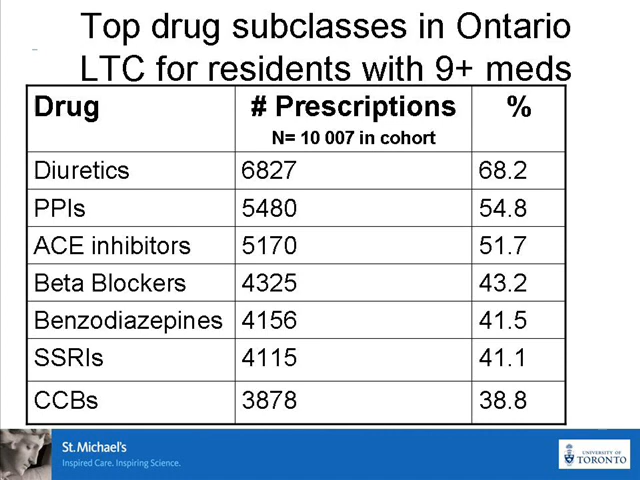 Top drug subclasses in Ontario
LTC for residents with 9+ meds
Drug # Prescriptions %
N= 10 007 in cohort
Diuretics 6827 68.2
PPIs 5480 54.8
ACE inhibitors 5170 51.7
Beta Blockers 4325 43.2
Benzodiazepines 4156 41.5
SSRIs 4115 41.1
CCBs 3878 38.8
St. Michael's
Inspired Care. Inspiring Science.
UNIVERSITY OF
TORONTO